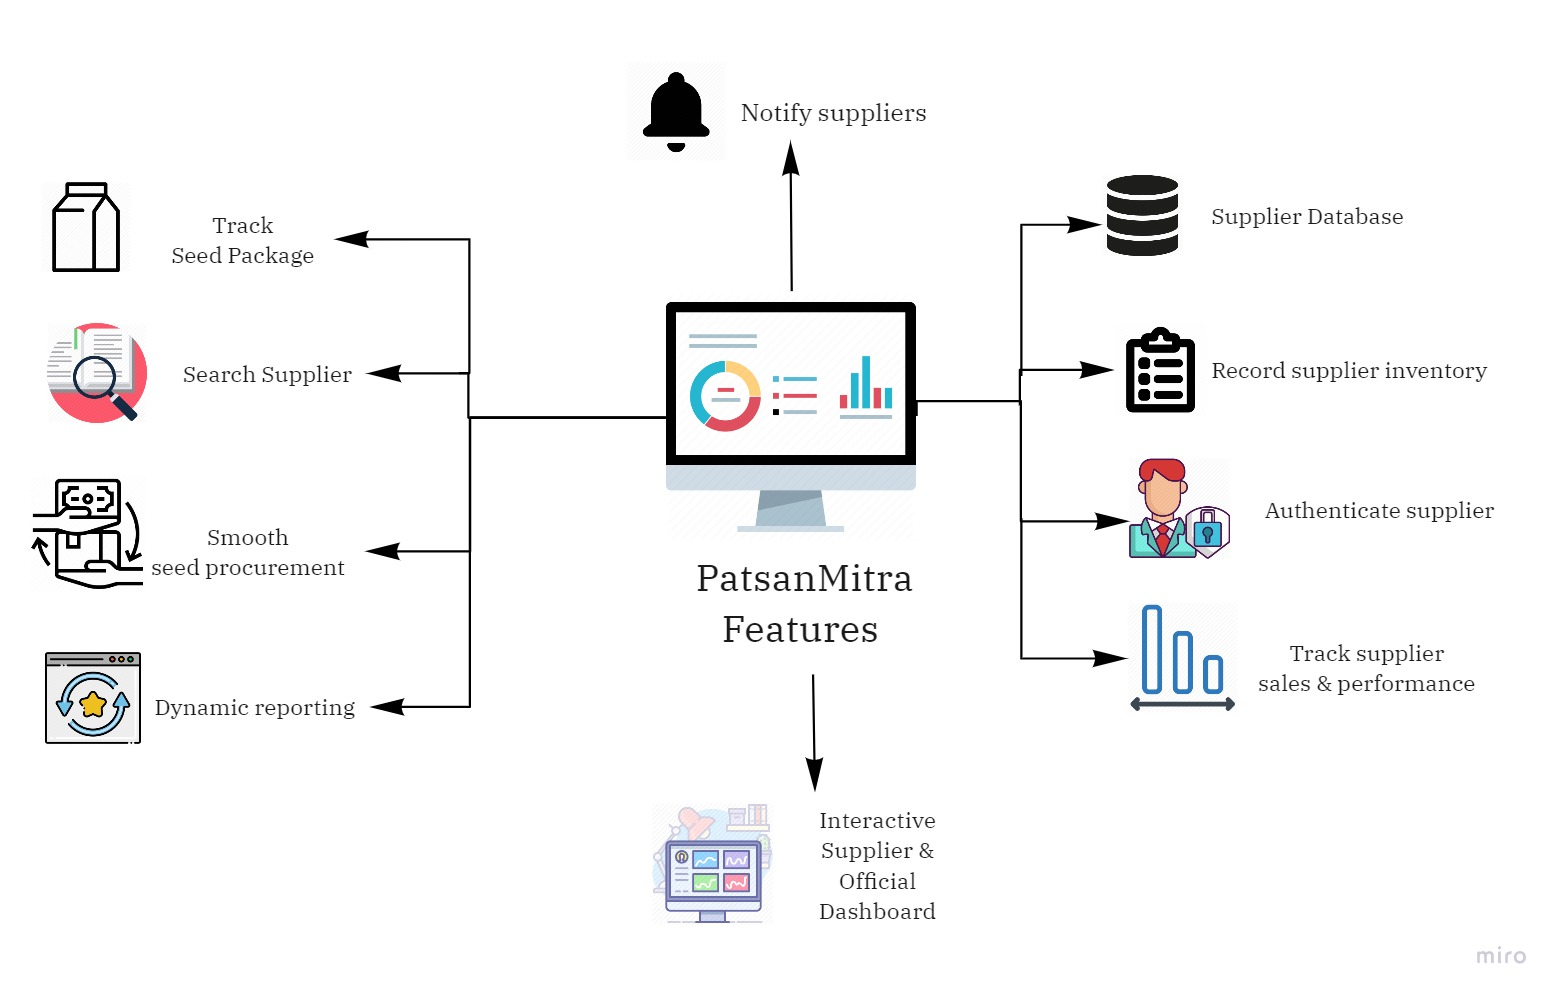 Notify suppliers
Track
Seed Package
Search Supplier
Smooth
seed procurement
Dynamic reporting
PatsanMitra
Features
Supplier Database
Record supplier inventory
Authenticate supplier
Track supplier
sales & performance
Interactive
Supplier &
Official
Dashboard
miro